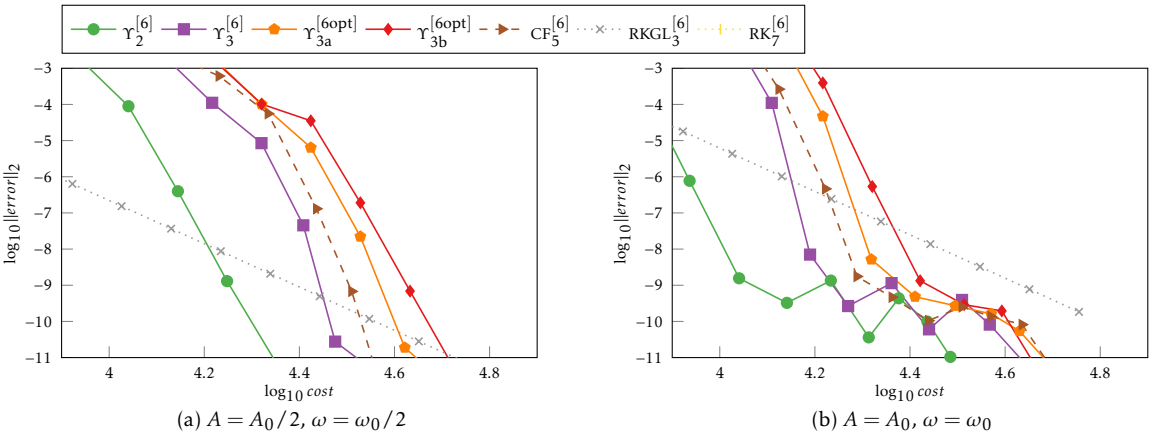 ϒ₂^[6] ϒ₃^[6] ϒ₃ₐ^[6opt] ϒ_3b^[6opt] CF₅^[6] RKGL₃^[6] RK₇^[6]
−3
−4
−5
−6
−7
−8
−9
−10
−11
log₁₀||error||₂
4 4.2 4.4 4.6 4.8
log₁₀ cost
(a) A = A₀/2, ω = ω₀/2
−3
−4
−5
−6
−7
−8
−9
−10
−11
log₁₀||error||₂
4 4.2 4.4 4.6 4.8
log₁₀ cost
(b) A = A₀, ω = ω₀